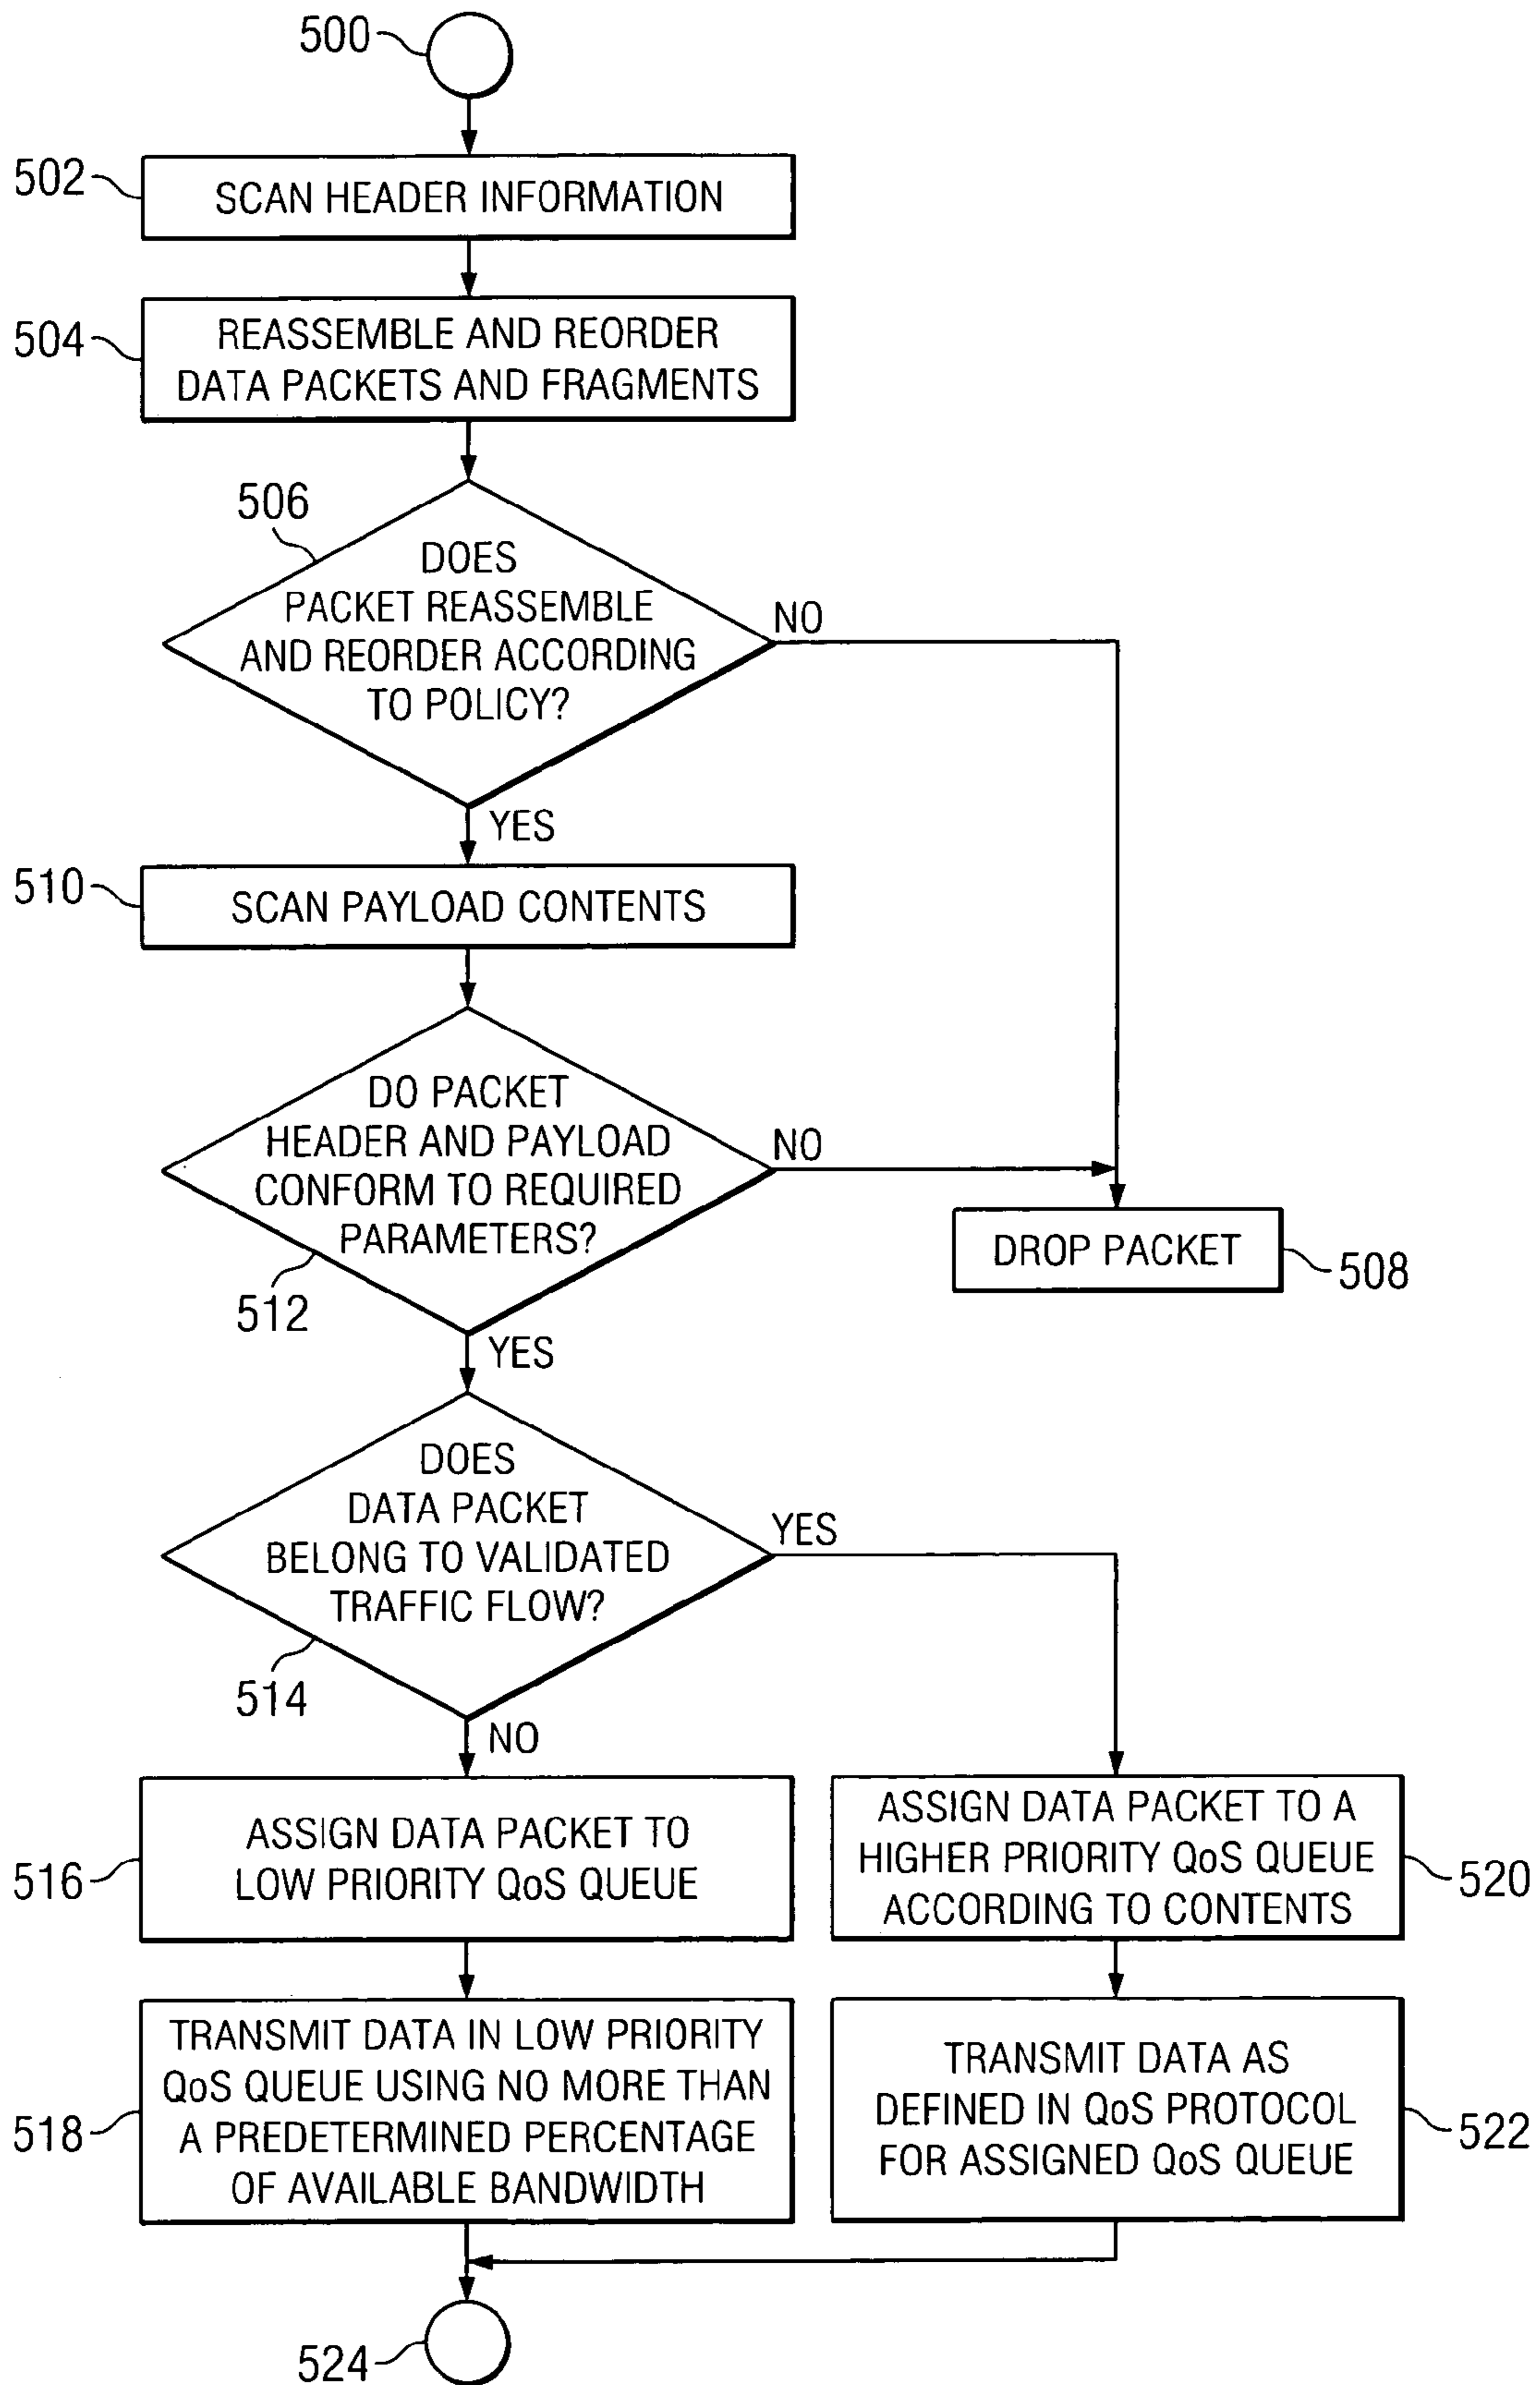 500
502
SCAN HEADER INFORMATION
504
REASSEMBLE AND REORDER
DATA PACKETS AND FRAGMENTS
506
DOES
PACKET REASSEMBLE
AND REORDER ACCORDING
TO POLICY?
NO
YES
510
SCAN PAYLOAD CONTENTS
DO PACKET
HEADER AND PAYLOAD
CONFORM TO REQUIRED
PARAMETERS?
NO
512
DROP PACKET
508
YES
DOES
DATA PACKET
BELONG TO VALIDATED
TRAFFIC FLOW?
YES
514
NO
516
ASSIGN DATA PACKET TO
LOW PRIORITY QoS QUEUE
ASSIGN DATA PACKET TO A
HIGHER PRIORITY QoS QUEUE
ACCORDING TO CONTENTS
520
518
TRANSMIT DATA IN LOW PRIORITY
QoS QUEUE USING NO MORE THAN
A PREDETERMINED PERCENTAGE
OF AVAILABLE BANDWIDTH
TRANSMIT DATA AS
DEFINED IN QoS PROTOCOL
FOR ASSIGNED QoS QUEUE
522
524